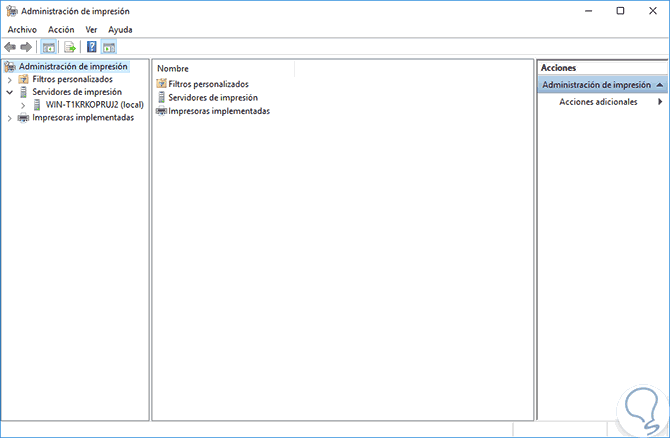 Administración de impresión
Archivo Acción Ver Ayuda
Administración de impresión
Filtros personalizados
Servidores de impresión
WIN-T1KRKOPRUJ2 (local)
Impresoras implementadas
Nombre
Filtros personalizados
Servidores de impresión
Impresoras implementadas
Acciones
Administración de impresión
Acciones adicionales